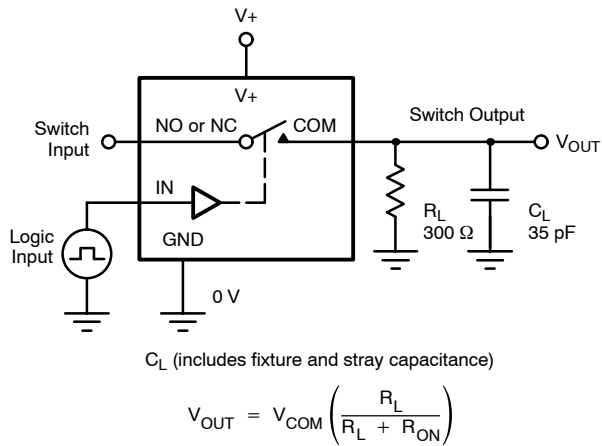 V+
V+
Switch Output
Switch
Input
NO or NC
COM
V_OUT
IN
R_L
300 Ω
C_L
35 pF
Logic
Input
GND
0 V
C_L (includes fixture and stray capacitance)
V_OUT = V_COM (R_L / (R_L + R_ON))